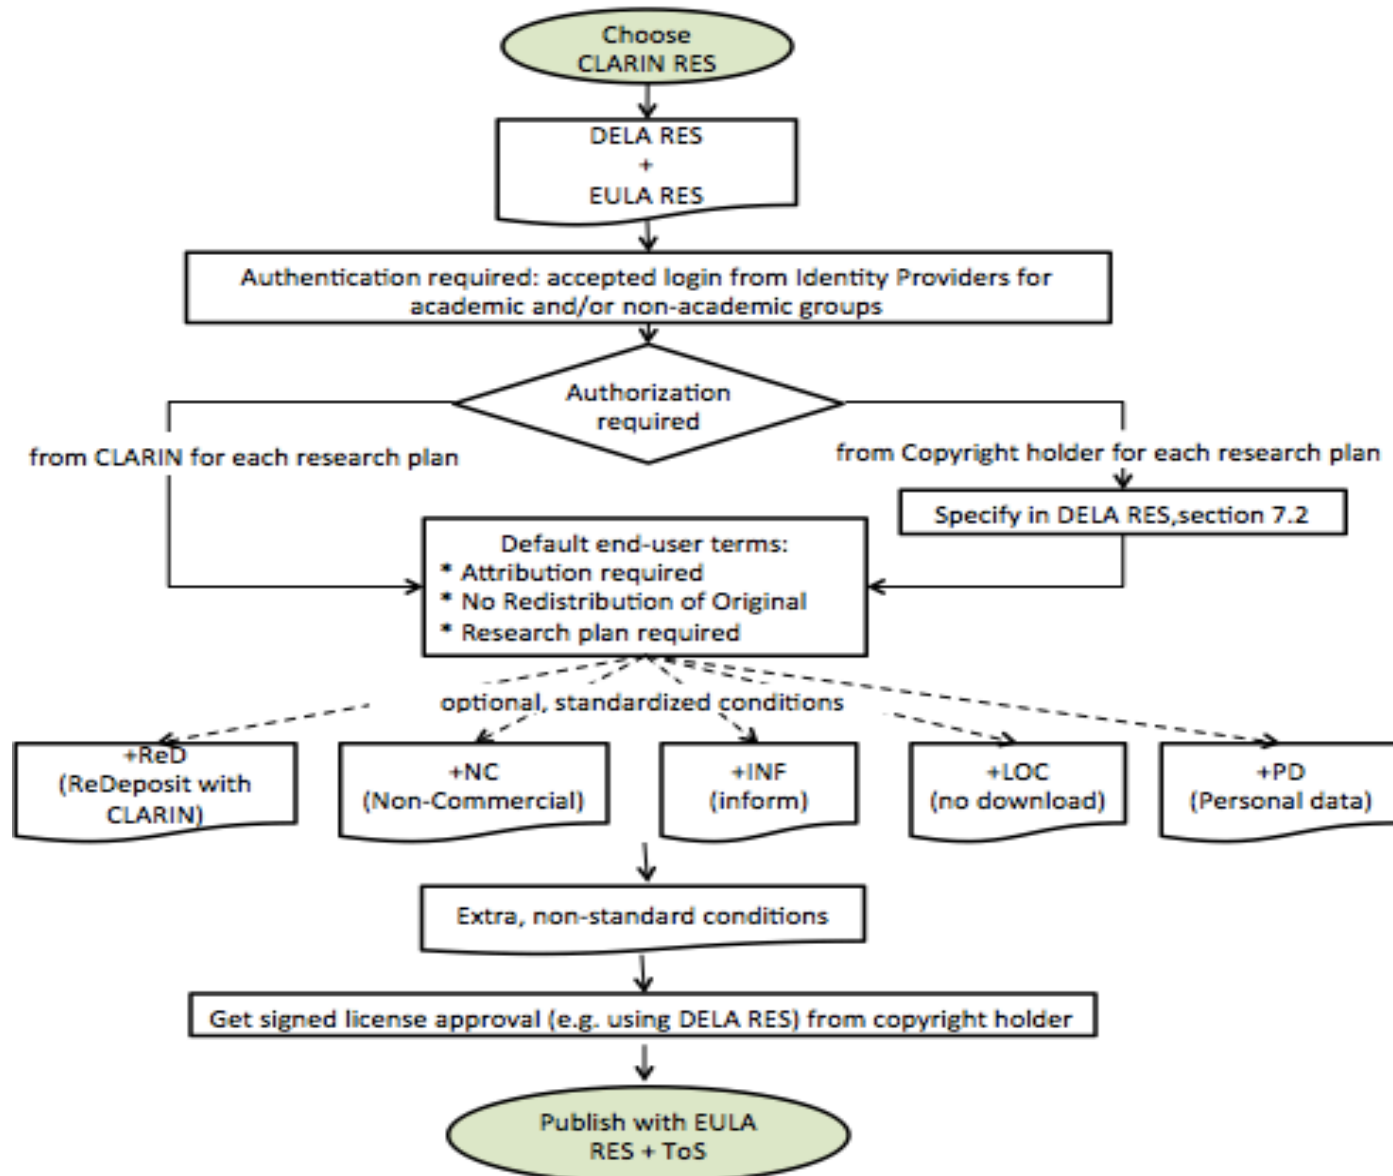 Choose
CLARIN RES
DELA RES
+
EULA RES
Authentication required: accepted login from Identity Providers for
academic and/or non-academic groups
Authorization
required
from CLARIN for each research plan
from Copyright holder for each research plan
Specify in DELA RES,section 7.2
Default end-user terms:
* Attribution required
* No Redistribution of Original
* Research plan required
optional, standardized conditions
+ReD
(ReDeposit with
CLARIN)
+NC
(Non-Commercial)
+INF
(inform)
+LOC
(no download)
+PD
(Personal data)
Extra, non-standard conditions
Get signed license approval (e.g. using DELA RES) from copyright holder
Publish with EULA
RES + ToS